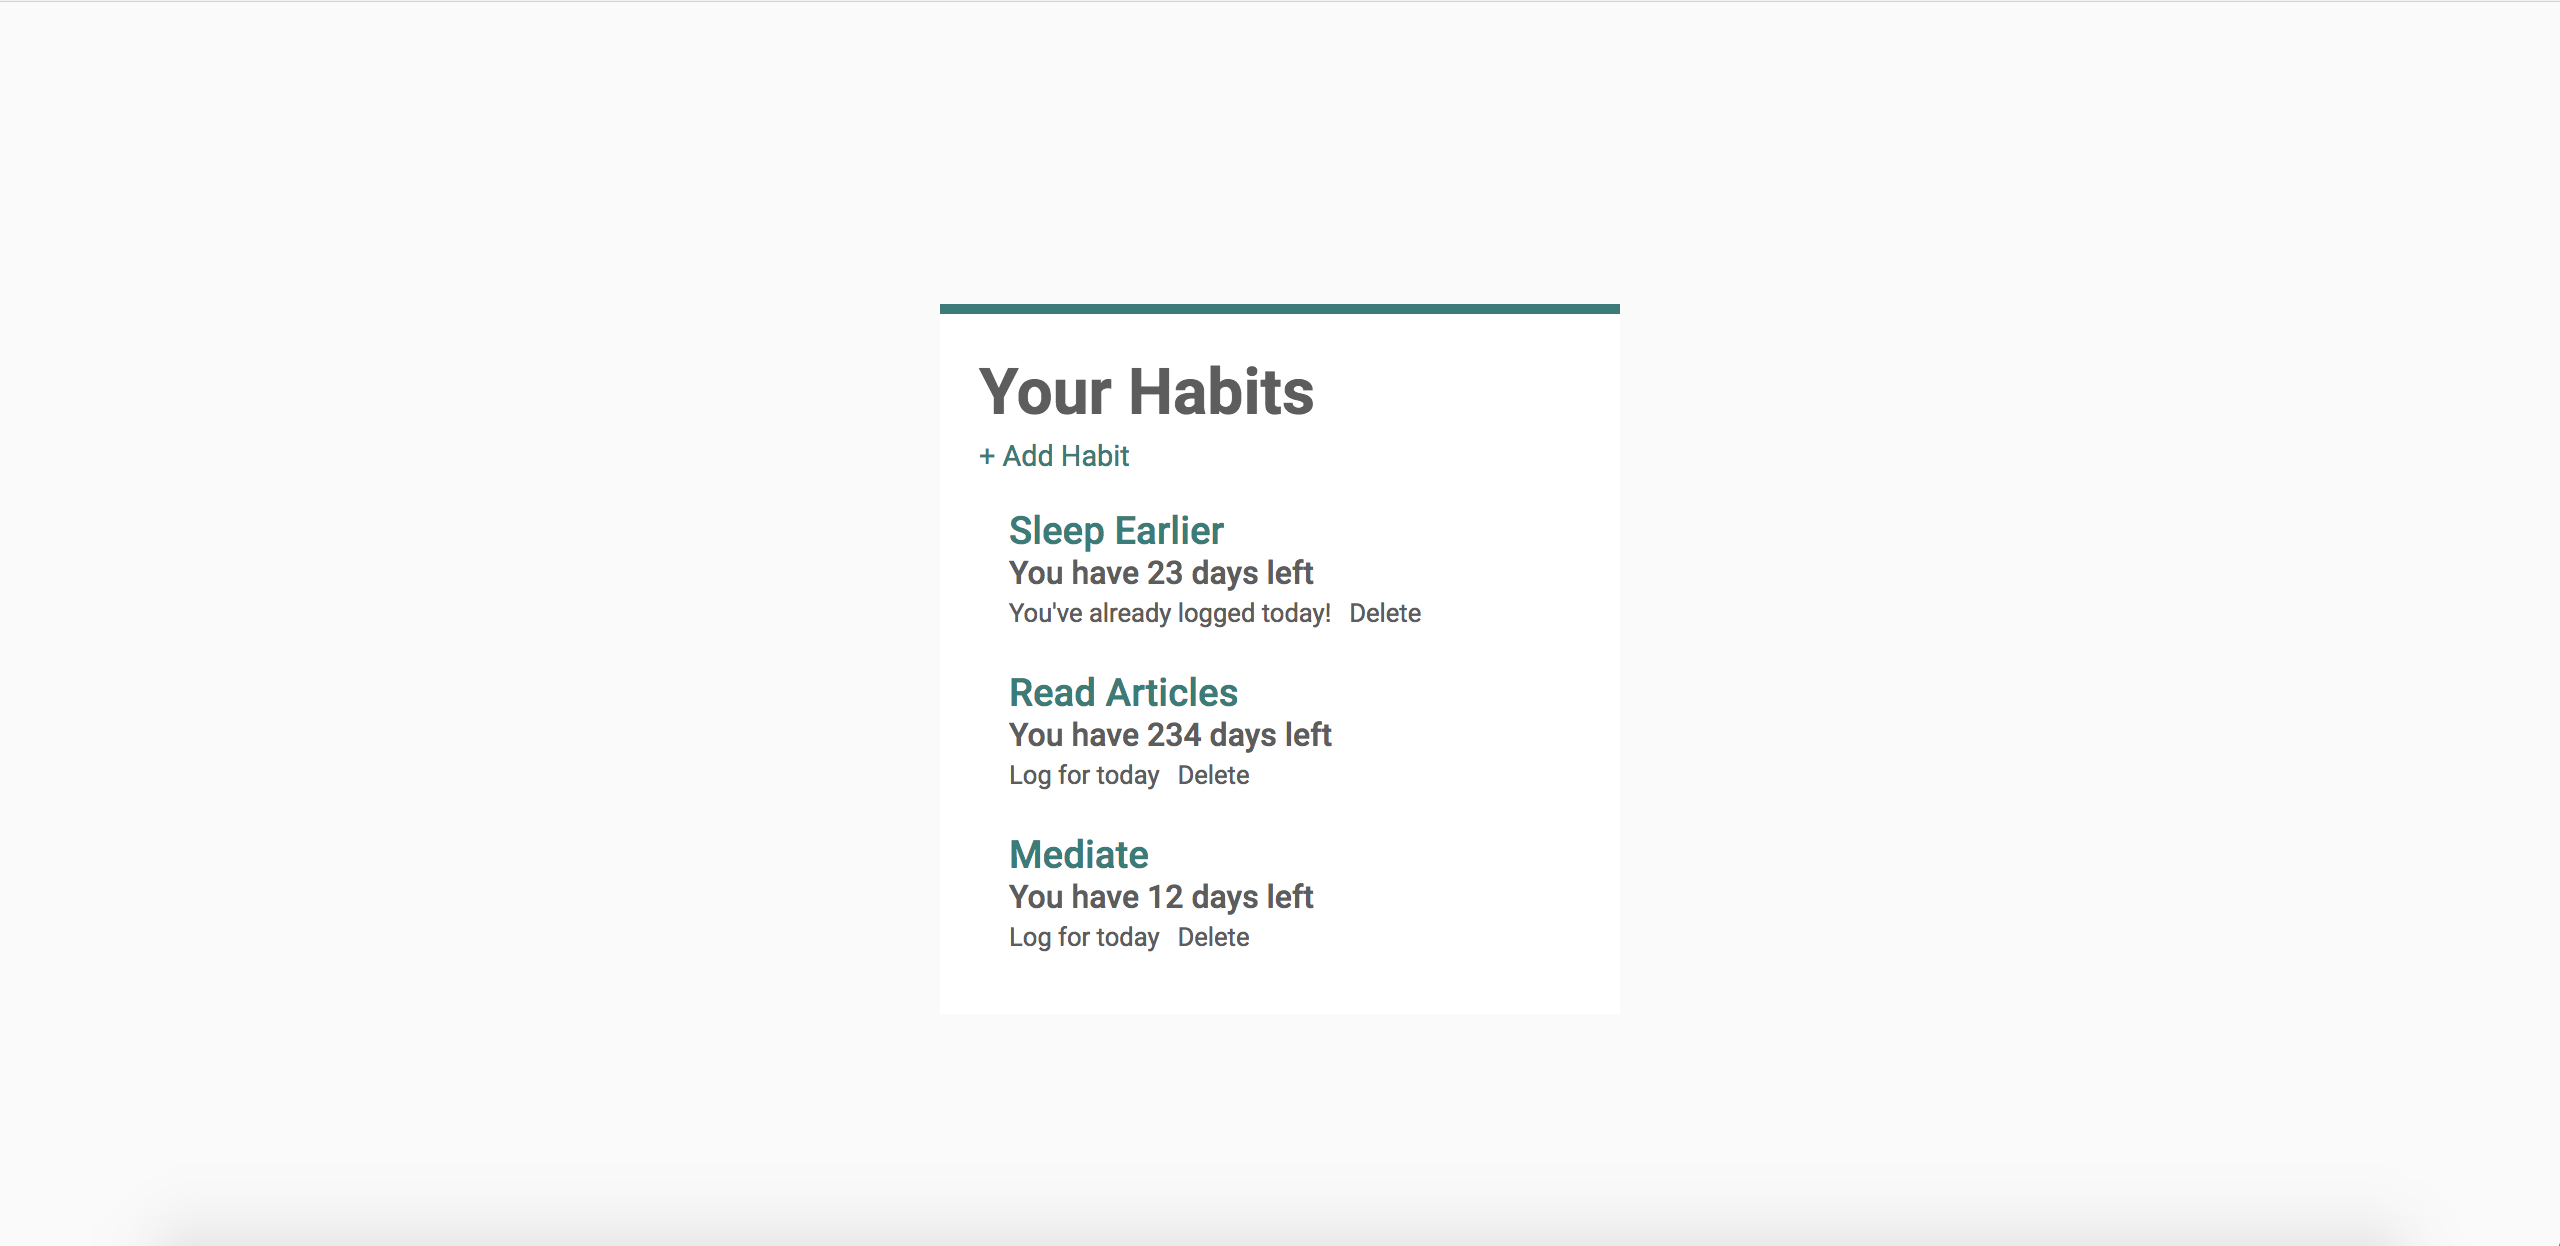 Your Habits
+ Add Habit
Sleep Earlier
You have 23 days left
You've already logged today! Delete
Read Articles
You have 234 days left
Log for today Delete
Mediate
You have 12 days left
Log for today Delete